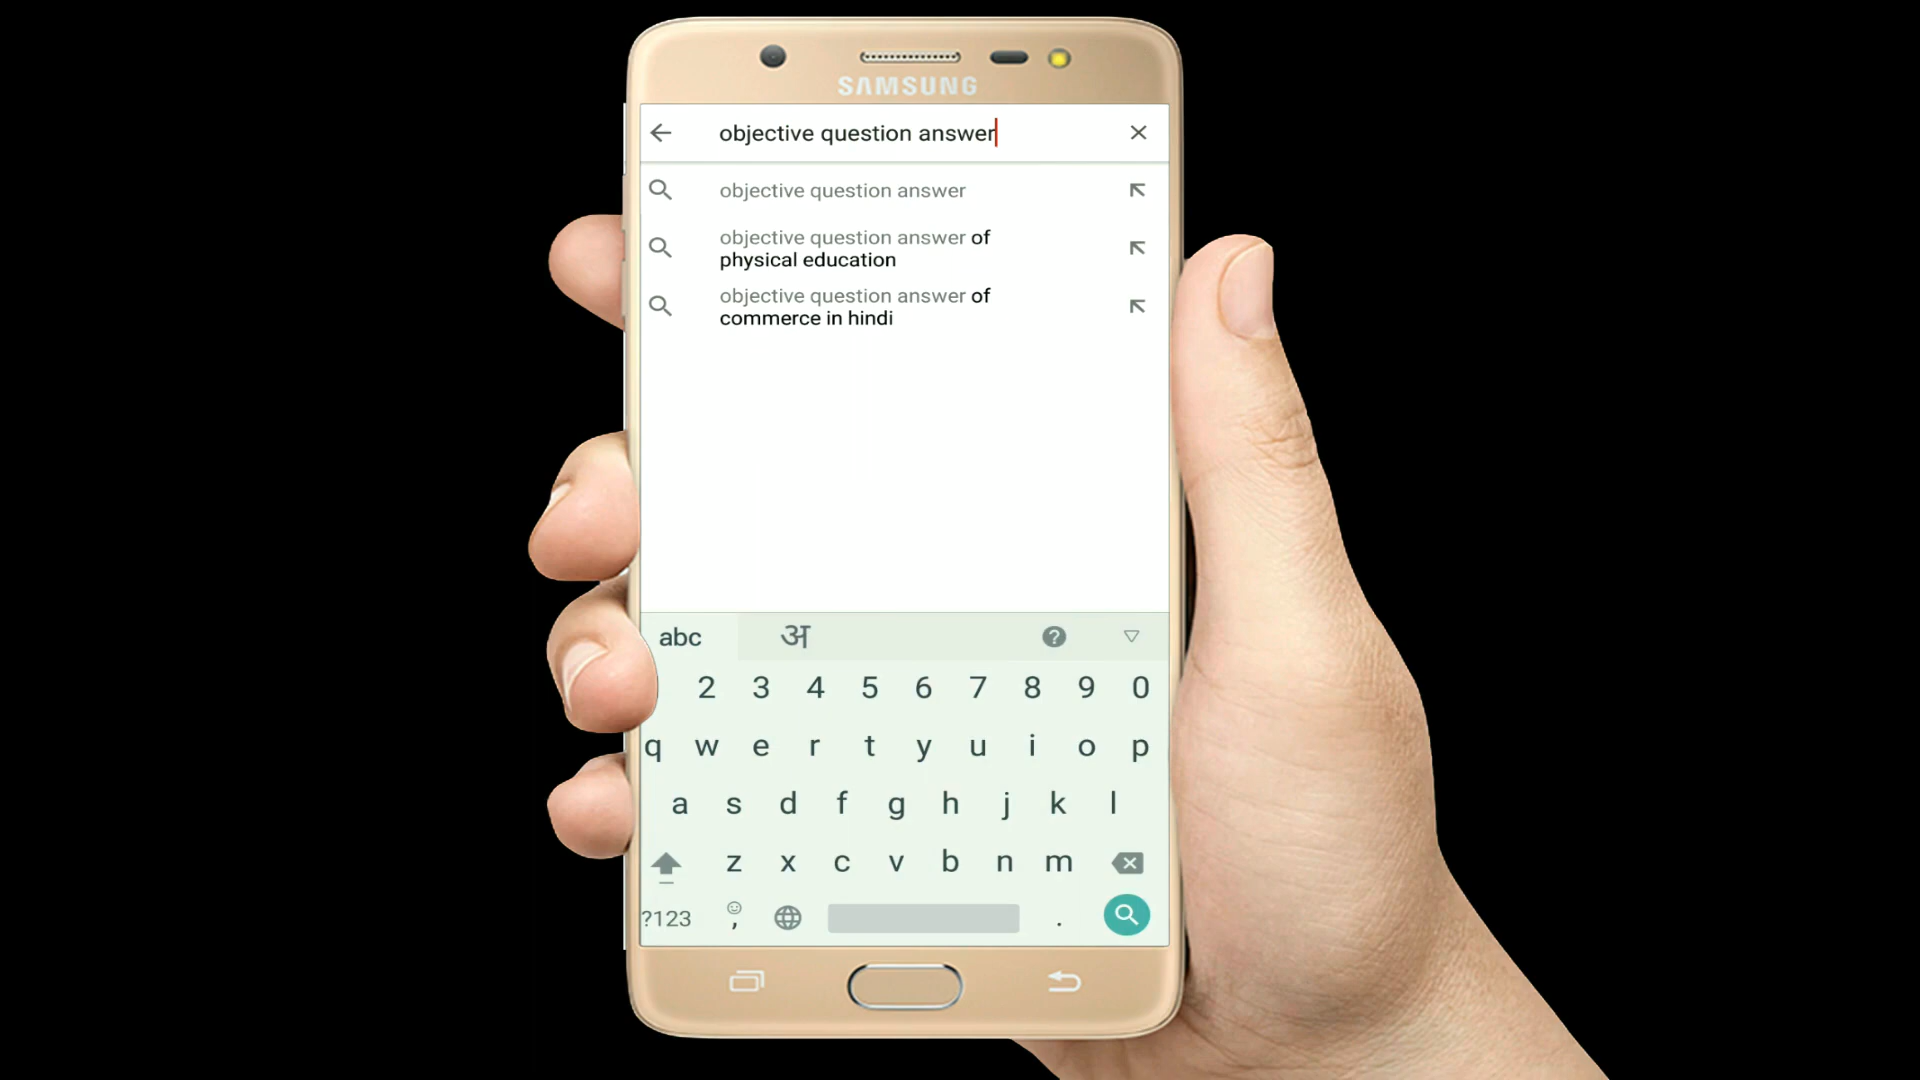 SAMSUNG
objective question answer
objective question answer
objective question answer of
physical education
objective question answer of
commerce in hindi
abc अ ?
2 3 4 5 6 7 8 9 0
q w e r t y u i o p
a s d f g h j k l
z x c v b n m
?123 , .